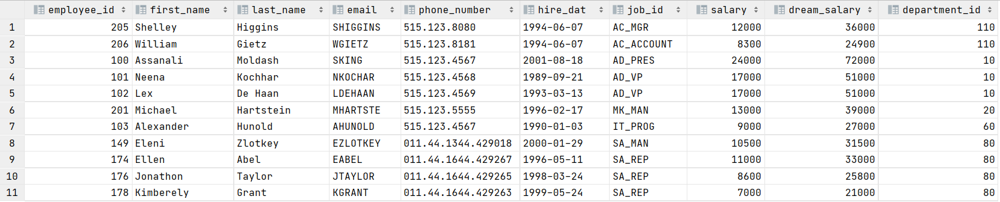 employee_id first_name last_name email phone_number hire_dat job_id salary dream_salary department_id
1 205 Shelley Higgins SHIGGINS 515.123.8080 1994-06-07 AC_MGR 12000 36000 110
2 206 William Gietz WGIETZ 515.123.8181 1994-06-07 AC_ACCOUNT 8300 24900 110
3 100 Assanali Moldash SKING 515.123.4567 2001-08-18 AD_PRES 24000 72000 10
4 101 Neena Kochhar NKOCHAR 515.123.4568 1989-09-21 AD_VP 17000 51000 10
5 102 Lex De Haan LDEHAAN 515.123.4569 1993-03-13 AD_VP 17000 51000 10
6 201 Michael Hartstein MHARTSTE 515.123.5555 1996-02-17 MK_MAN 13000 39000 20
7 103 Alexander Hunold AHUNOLD 515.123.4567 1990-01-03 IT_PROG 9000 27000 60
8 149 Eleni Zlotkey EZLOTKEY 011.44.1344.429018 2000-01-29 SA_MAN 10500 31500 80
9 174 Ellen Abel EABEL 011.44.1644.429267 1996-05-11 SA_REP 11000 33000 80
10 176 Jonathon Taylor JTAYLOR 011.44.1644.429265 1998-03-24 SA_REP 8600 25800 80
11 178 Kimberely Grant KGRANT 011.44.1644.429263 1999-05-24 SA_REP 7000 21000 80